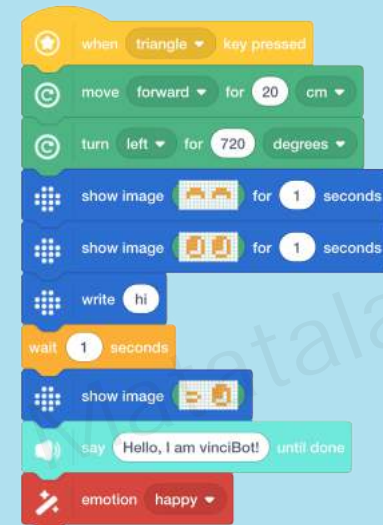 when triangle key pressed
move forward for 20 cm
turn left for 720 degrees
show image for 1 seconds
show image for 1 seconds
write hi
wait 1 seconds
show image
say Hello, I am vinciBot! until done
emotion happy